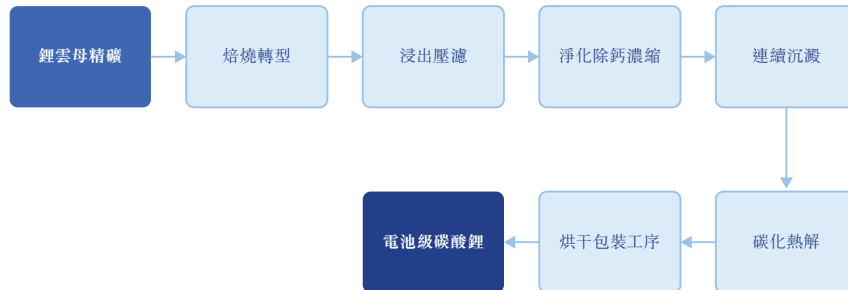 鋰雲母精礦
焙燒轉型
浸出壓濾
淨化除鈣濃縮
連續沉澱
碳化熱解
烘干包裝工序
電池級碳酸鋰